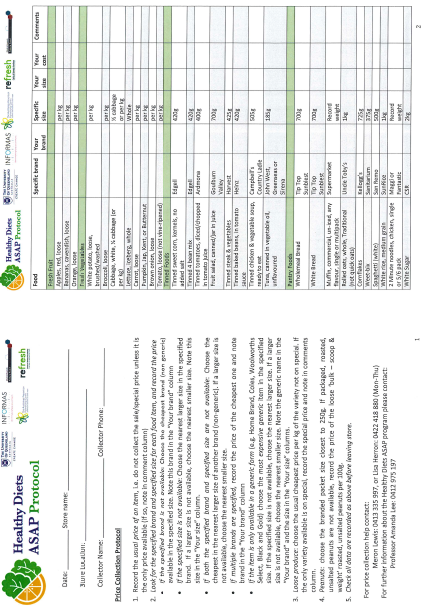 Healthy Diets
ASAP Protocol
INFORMAS
refresh
Date:
Store name:
Store Location:
Collector Name:
Collector Phone:
Price Collection Protocol
1. Record the usual price of an item, i.e. do not collect the sale/special price unless it is
the only price available (if so, note in comment column)
2. Look for the specified brand and specified size for each food item, and record the price
If the specified brand is not available: Choose the cheapest brand (non generic)
available in the specified size. Note this brand in the "Your brand" column
If the specified size is not available: Choose the nearest larger size in the specified
brand. If a larger size is not available, choose the nearest smaller size. Note this
size in the "Your size" column.
If both the specified brand and specified size are not available: Choose the
cheapest in the nearest larger size of another brand (non-generic). If a larger size is
not available, choose the nearest smaller size.
If multiple brands are specified, record the price of the cheapest one and note
brand in the "Your brand" column
If the item is only available in generic form (e.g. Home Brand, Coles, Woolworths
Select, Black and Gold) choose the most expensive generic item in the specified
size. If the specified size is not available, choose the nearest larger size. If a larger
size is not available, choose the nearest smaller size. Note the generic name in the
"Your brand" and the size in the "Your size" columns.
3. Loose produce: choose the usual cheapest price per kg of the variety not on special. If
the only variety available is on special, record the special price and note in comments
column.
4. Peanuts: choose the branded packet size closest to 250g. If packaged, roasted,
unsalted peanuts are not available, record the price of the loose 'bulk – scoop &
weight' roasted, unsalted peanuts per 100g.
5. Check all data are recorded as above before leaving store.
For price collection help contact:
Meron Lewis: 0413 335 997, or Lisa Herron: 0422 418 880 (Mon-Thu)
For further information about the Healthy Diets ASAP program please contact:
Professor Amanda Lee: 0412 975 197
1
Healthy Diets
ASAP Protocol
INFORMAS
refresh
Food Specific brand Your brand Specific size Your size Your cost Comments
Fresh Fruit
Apples, red, loose per kg
Bananas, cavendish, loose per kg
Orange, loose per kg
Fresh Vegetables
White potato, loose, brushed/washed per kg
Broccoli, loose per kg
Cabbage, white, ½ cabbage (or per kg) ½ cabbage or per kg
Lettuce, iceberg, whole Whole
Carrot, loose per kg
Pumpkin, Jap, Kent, or Butternut per kg
Brown onion, loose per kg
Tomato (not vine-ripened) per kg
Tinned Foods
Tinned sweet corn, kernels, no added salt Edgell 420g
Tinned 4 bean mix Edgell 420g
Tinned tomatoes, diced/chopped in tomato juice Ardmona 400g
Fruit salad, canned/jar in juice Goulburn Valley 700g
Tinned steak & vegetables Harvest 425g
Tinned baked beans, in tomato sauce Heinz 420g
Tinned chicken & vegetable soup, ready to eat Campbell's Country Ladle 505g
Tuna, canned in vegetable oil, unflavoured John West, Greenseas or Sirena 185g
Pantry foods
Wholemeal Bread Tip Top Sunblest 700g
White Bread Tip Top Sunblest 700g
Muffin, commercial, un-iced, any flavour, single or multipack Supermarket Record weight
Rolled oats, whole, Traditional (not quick oats) Uncle Toby's 1kg
Cornflakes Kellogg's 725g
Weet-bix Sanitarium 375g
Spaghetti (white) San Remo 500g
White rice, medium grain SunRice 1kg
2 Minute noodles, chicken, single or 5/6 pack Maggi or Fantastic Record weight
White Sugar CSR 2kg
2